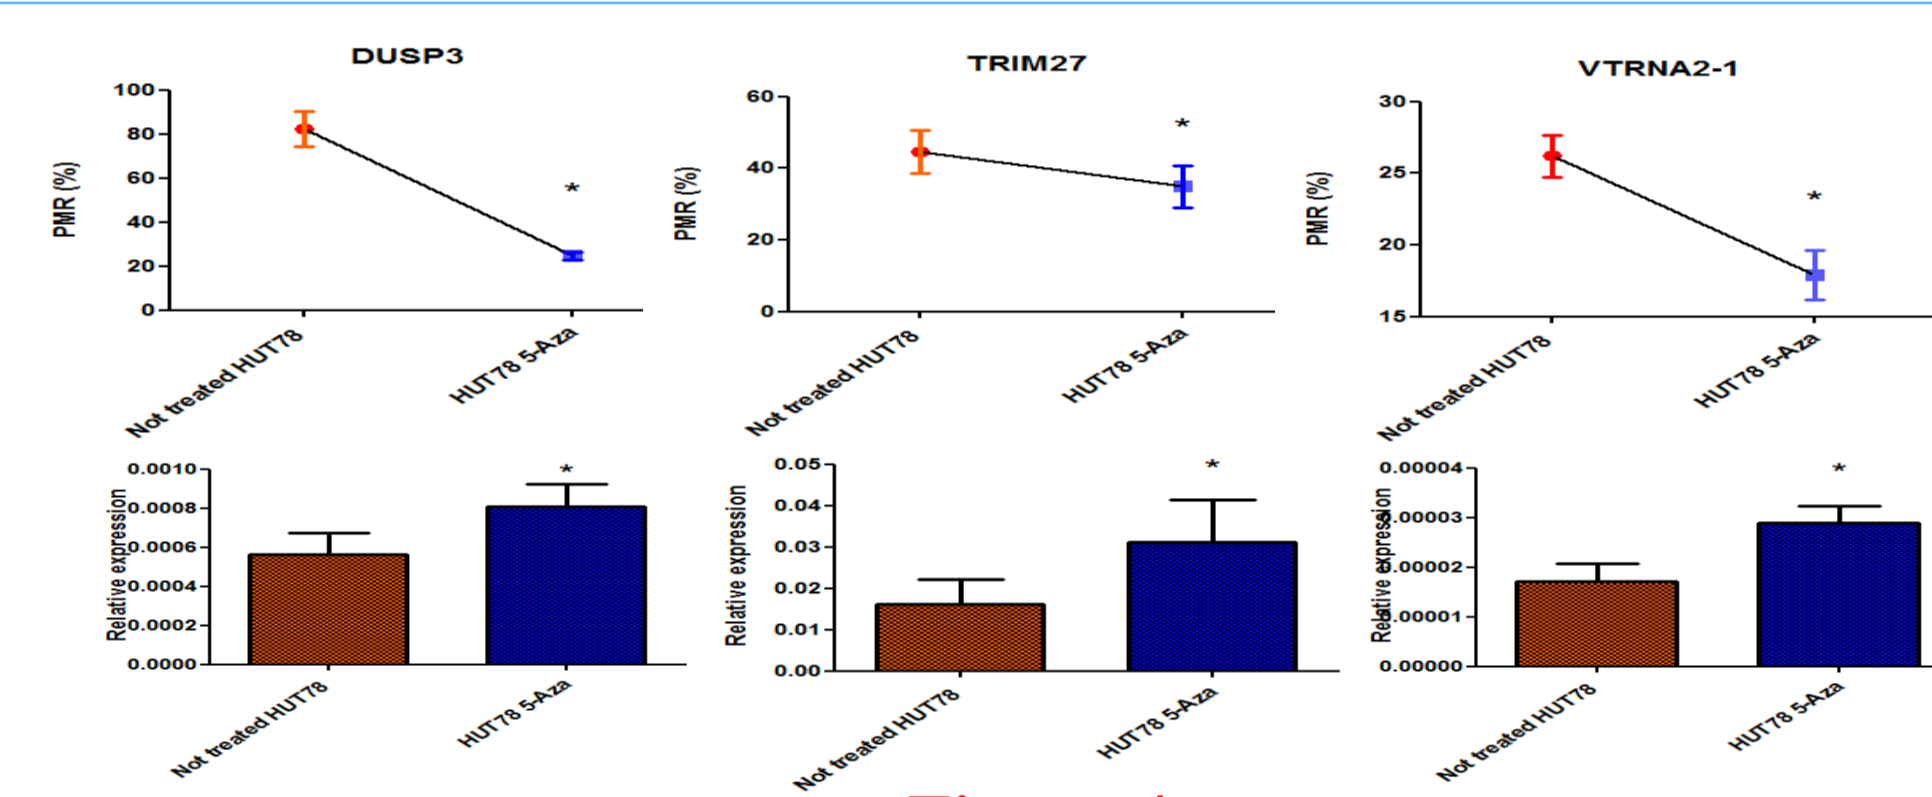 DUSP3
TRIM27
VTRNA2-1
100
80
60
40
20
0
PMR (%)
*
Not treated HUT78
HUT78 5-Aza
60
40
20
0
PMR (%)
*
Not treated HUT78
HUT78 5-Aza
30
25
20
15
PMR (%)
*
Not treated HUT78
HUT78 5-Aza
0.0010
0.0008
0.0006
0.0004
0.0002
0.0000
Relative expression
*
Not treated HUT78
HUT78 5-Aza
0.05
0.04
0.03
0.02
0.01
0.00
Relative expression
*
Not treated HUT78
HUT78 5-Aza
0.00004
0.00003
0.00002
0.00001
0.00000
Relative expression
*
Not treated HUT78
HUT78 5-Aza